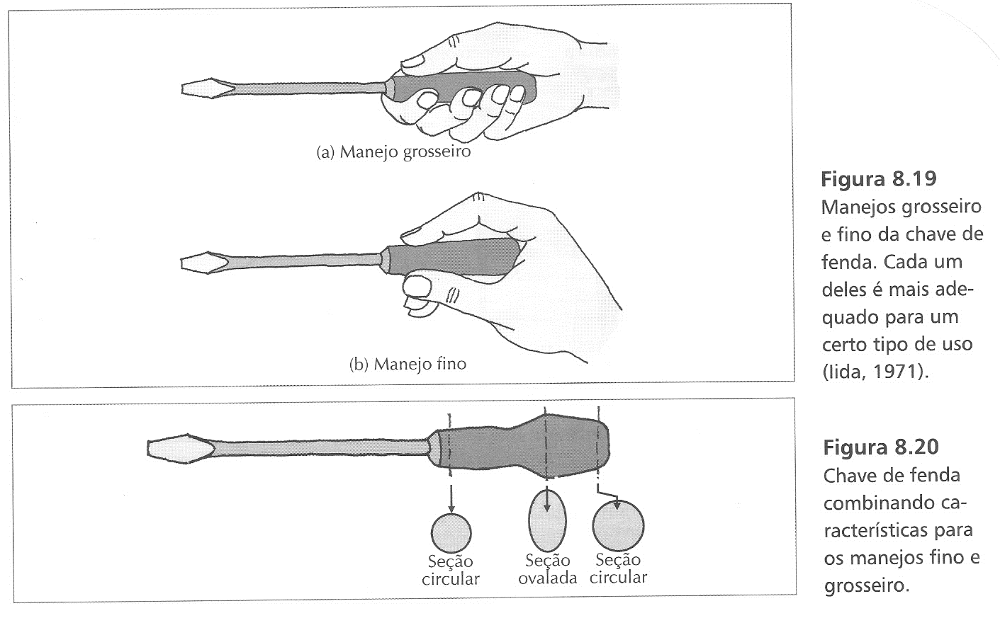 (a) Manejo grosseiro
(b) Manejo fino
Figura 8.19
Manejos grosseiro
e fino da chave de
fenda. Cada um
deles é mais ade-
quado para um
certo tipo de uso
(Iida, 1971).
Seção
circular
Seção
ovalada
Seção
circular
Figura 8.20
Chave de fenda
combinando ca-
racterísticas para
os manejos fino e
grosseiro.